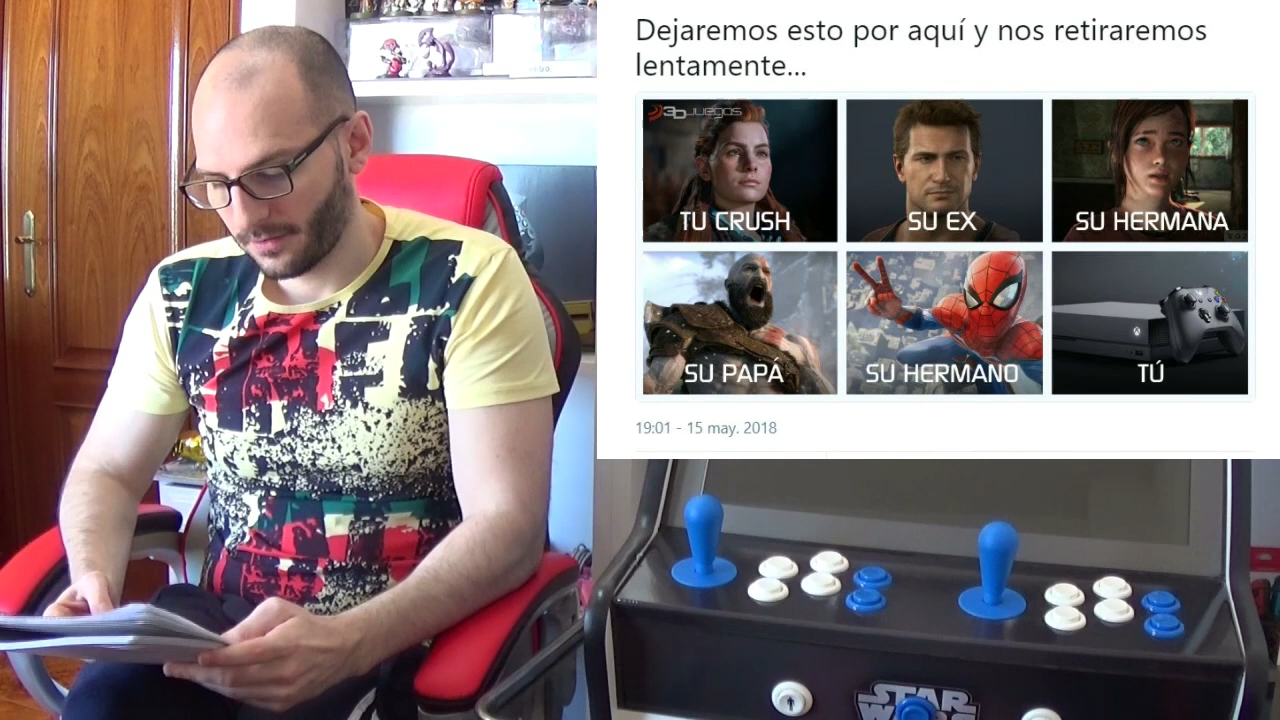 Dejaremos esto por aquí y nos retiraremos
lentamente...
3DJuegos
TU CRUSH
SU EX
SU HERMANA
SU PAPÁ
SU HERMANO
TÚ
19:01 - 15 may. 2018
STAR
WARS